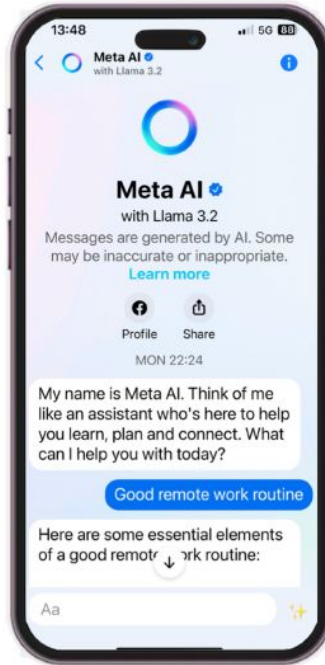 13:48
5G 88
Meta AI
with Llama 3.2
Meta AI
with Llama 3.2
Messages are generated by AI. Some
may be inaccurate or inappropriate.
Learn more
Profile Share
MON 22:24
My name is Meta AI. Think of me
like an assistant who's here to help
you learn, plan and connect. What
can I help you with today?
Good remote work routine
Here are some essential elements
of a good routine:
Aa